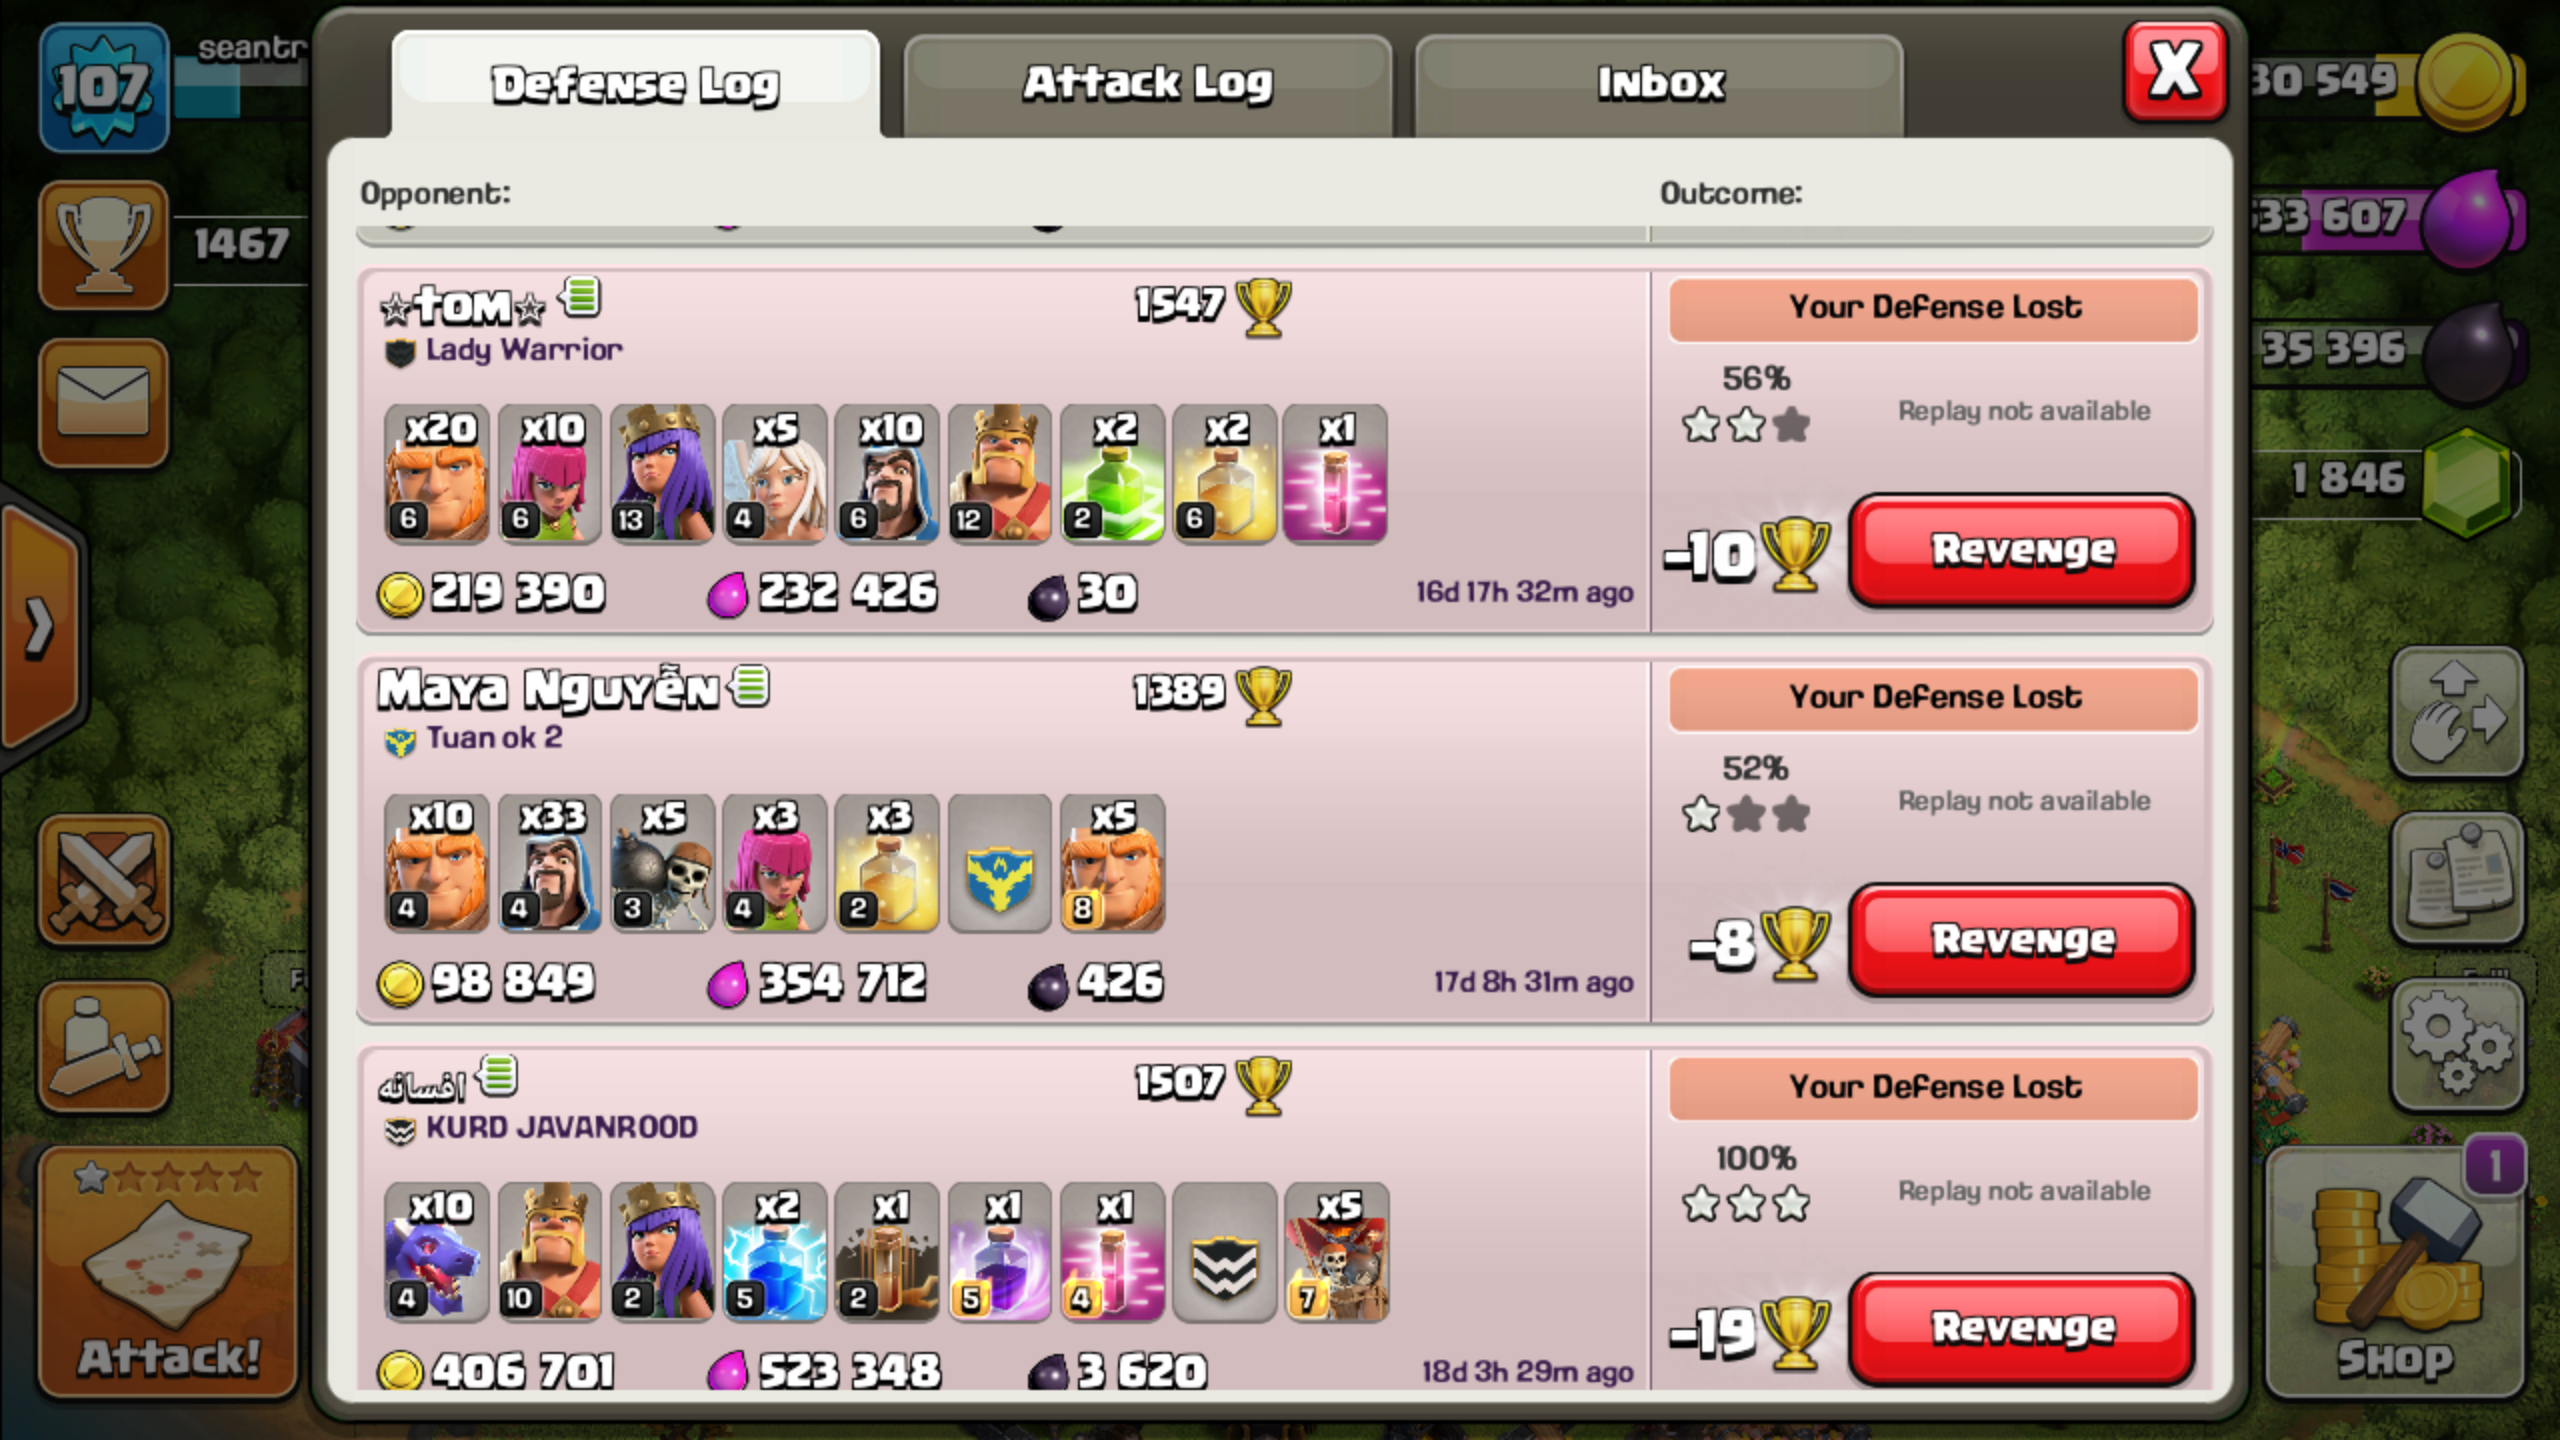 107
seantr
1467
Defense Log
Attack Log
Inbox
X
30 549
33 607
35 396
1 846
Opponent:
Outcome:
☆tom☆
1547
Lady Warrior
x20
x10
x5
x10
x2
x2
x1
6
6
13
4
6
12
2
6
219 390
232 426
30
16d 17h 32m ago
Your Defense Lost
56%
Replay not available
-10
Revenge
Maya Nguyễn
1389
Tuan ok 2
x10
x33
x5
x3
x3
x5
4
4
3
4
2
8
98 849
354 712
426
17d 8h 31m ago
Your Defense Lost
52%
Replay not available
-8
Revenge
افسانه
1507
KURD JAVANROOD
x10
x2
x1
x1
x1
x5
4
10
2
5
2
5
4
7
406 701
523 348
3 620
18d 3h 29m ago
Your Defense Lost
100%
Replay not available
-19
Revenge
Attack!
1
Shop